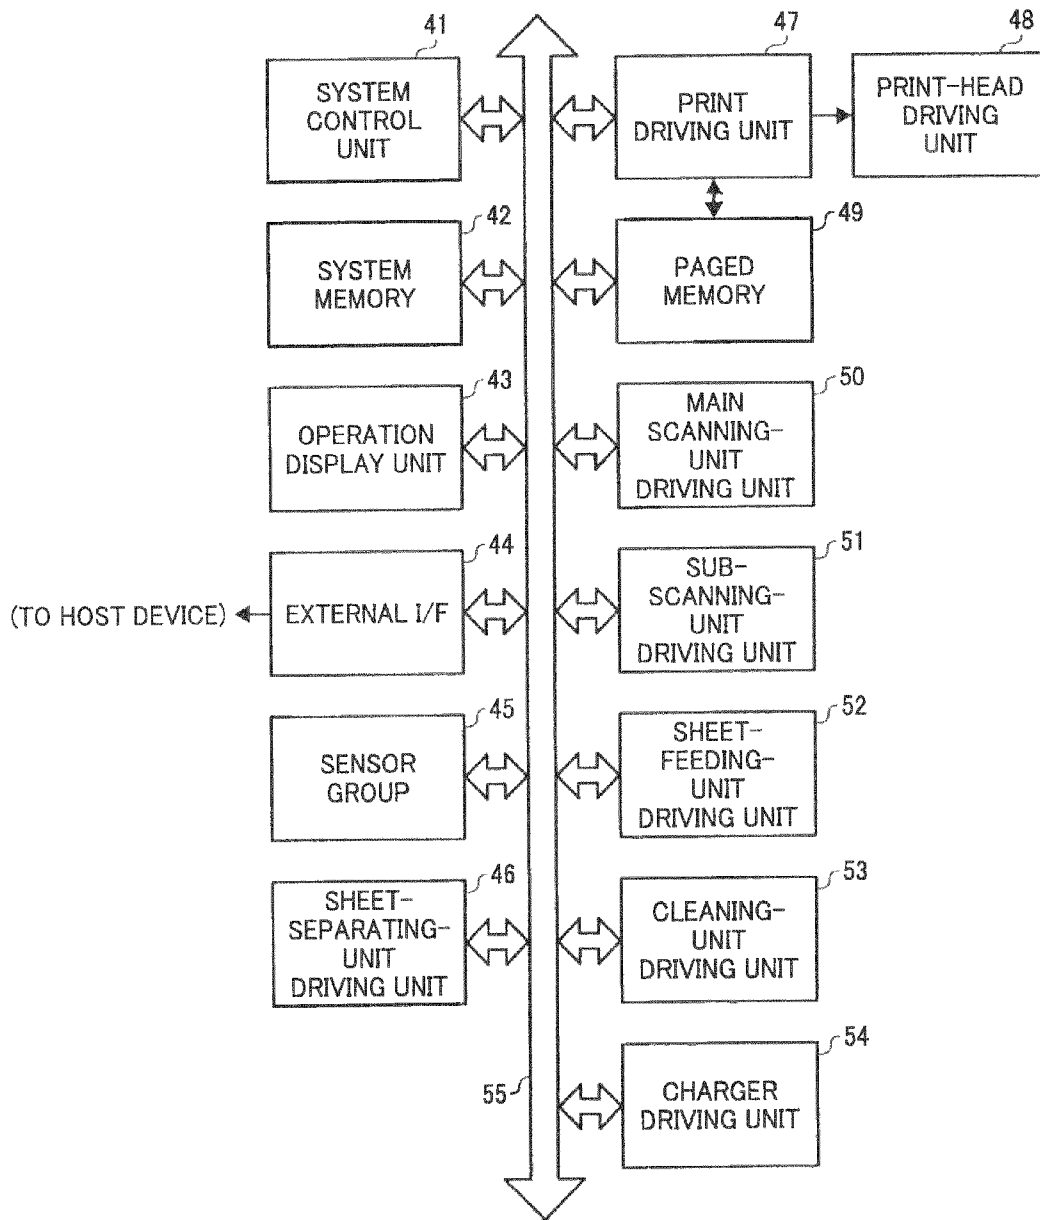 41
SYSTEM
CONTROL
UNIT
47
PRINT
DRIVING UNIT
48
PRINT-HEAD
DRIVING
UNIT
42
SYSTEM
MEMORY
49
PAGED
MEMORY
43
OPERATION
DISPLAY UNIT
50
MAIN
SCANNING-
UNIT
DRIVING UNIT
44
(TO HOST DEVICE)
EXTERNAL I/F
51
SUB-
SCANNING-
UNIT
DRIVING UNIT
45
SENSOR
GROUP
52
SHEET-
FEEDING-
UNIT
DRIVING UNIT
46
SHEET-
SEPARATING-
UNIT
DRIVING UNIT
53
CLEANING-
UNIT
DRIVING UNIT
55
54
CHARGER
DRIVING UNIT